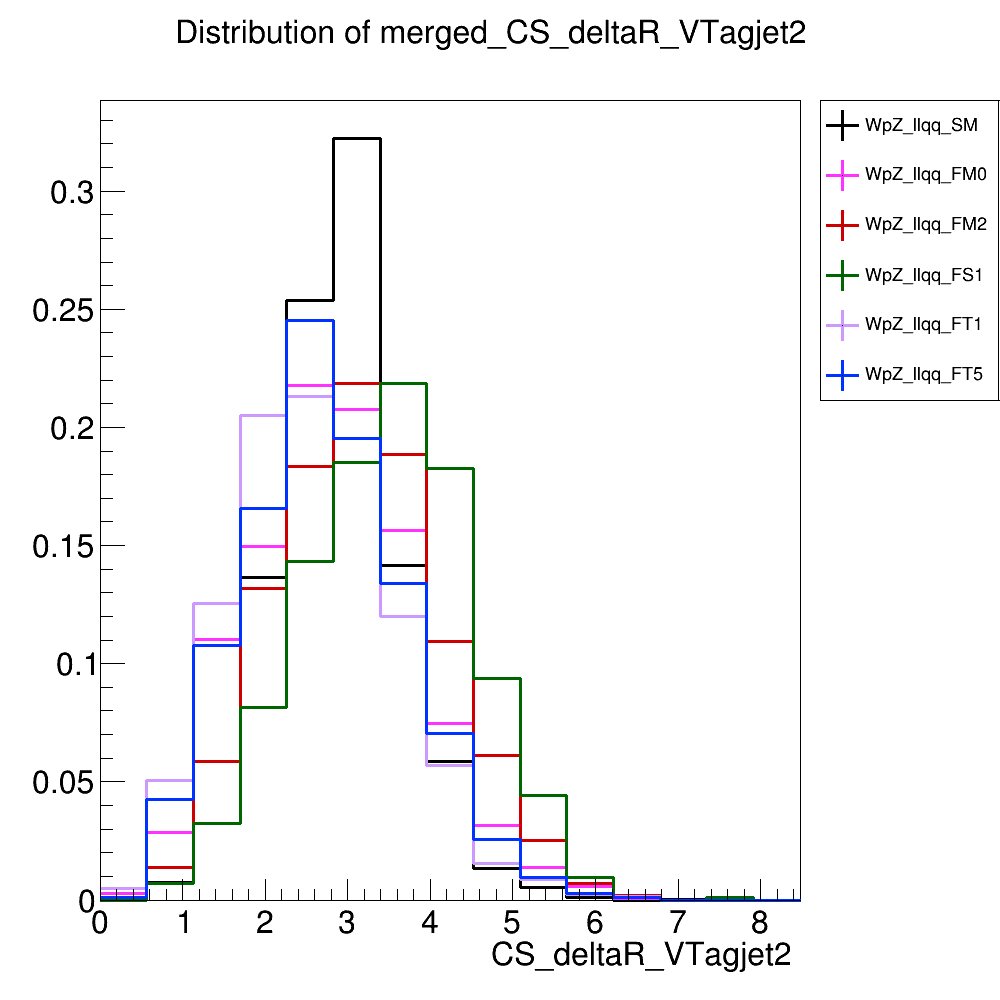 Distribution of merged_CS_deltaR_VTagjet2
WpZ_llqq_SM
WpZ_llqq_FM0
WpZ_llqq_FM2
WpZ_llqq_FS1
WpZ_llqq_FT1
WpZ_llqq_FT5
0.3
0.25
0.2
0.15
0.1
0.05
0
0 1 2 3 4 5 6 7 8
CS_deltaR_VTagjet2